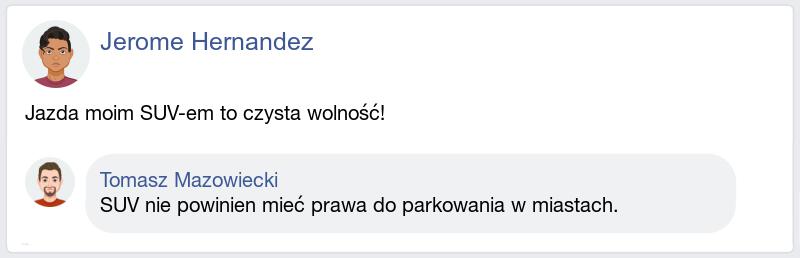 Jerome Hernandez
Jazda moim SUV-em to czysta wolność!
Tomasz Mazowiecki
SUV nie powinien mieć prawa do parkowania w miastach.